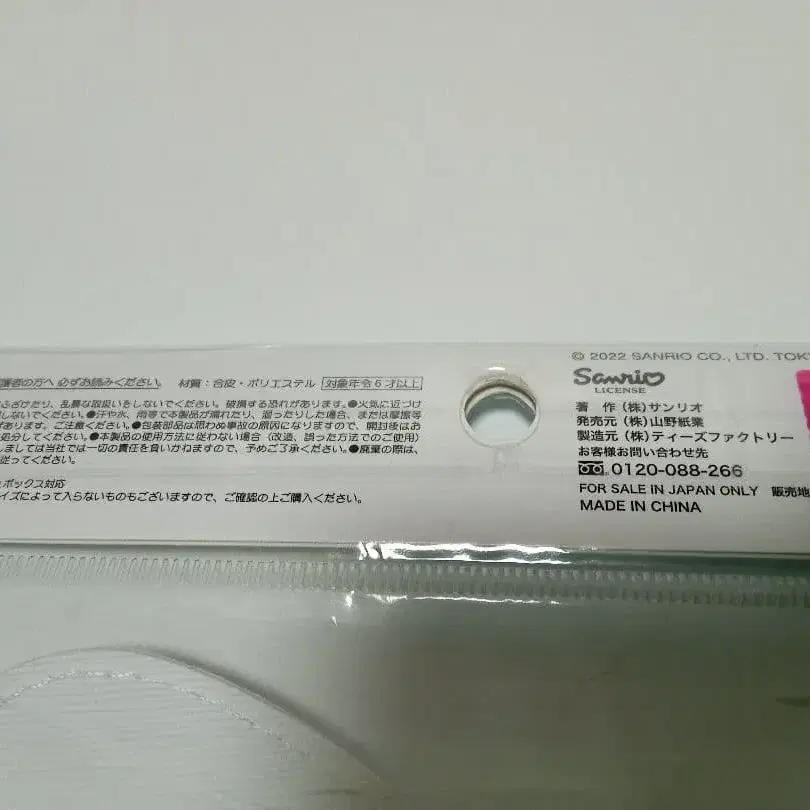 護者の方へ 必ずお読みください。 材質：合皮・ポリエステル 対象年令6才以上
ふざけたり、乱暴な取扱いをしないでください。破損する恐れがあります。●火気に近づけ
しないでください。●汗や水、雨等で本製品が濡れたり、湿ったりした場合、または摩擦等
があります。ご注意ください。●包装部品は思わぬ事故の原因になりますので、開封後はお
処分してください。●本製品の使用方法に従わない場合（改造、誤った方法でのご使用）
しましては当社では一切の責任を負いかねますので、予めご了承ください。●廃棄の際は、
従ってください。
ボックス対応
イズによって入らないものもございますので、ご確認の上ご購入ください。
© 2022 SANRIO CO., LTD. TOK
Sanrio
LICENSE
著 作（株）サンリオ
発売元（株）山野紙業
製造元（株）ティーズファクトリー
お客様お問い合わせ先
0120-088-266
FOR SALE IN JAPAN ONLY 販売地
MADE IN CHINA